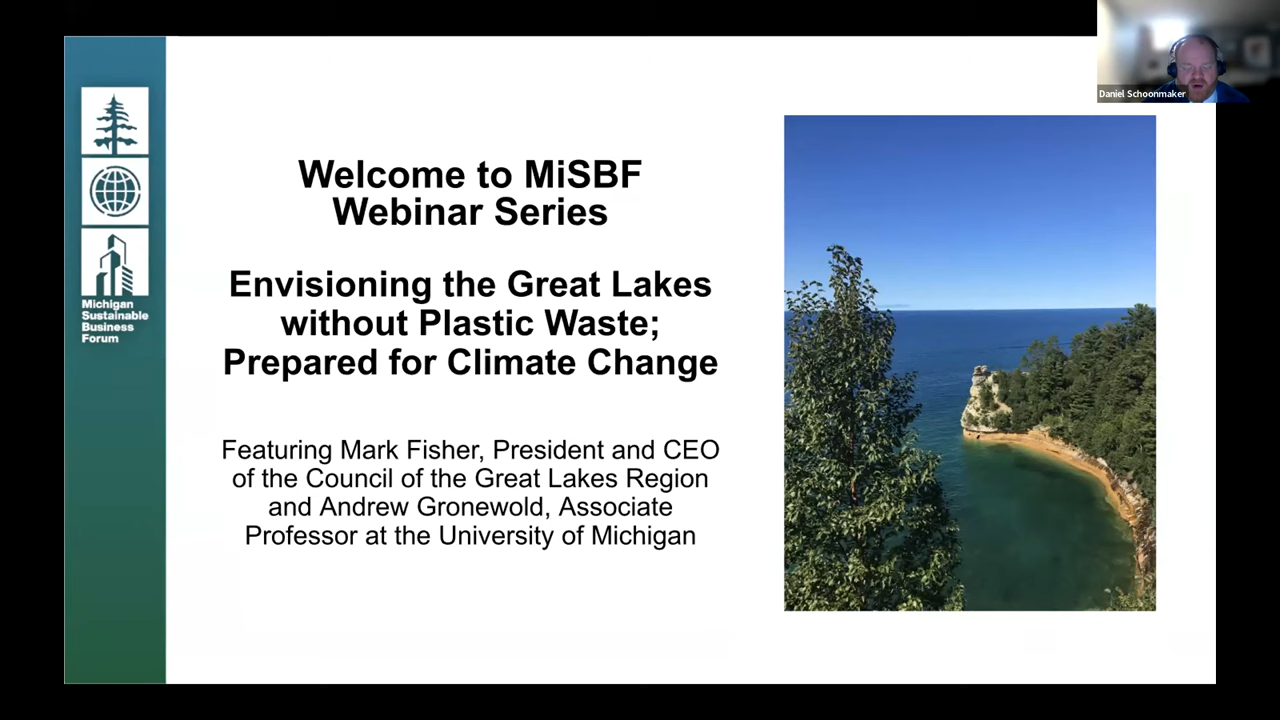 Michigan
Sustainable
Business
Forum
Welcome to MiSBF
Webinar Series
Envisioning the Great Lakes
without Plastic Waste;
Prepared for Climate Change
Featuring Mark Fisher, President and CEO
of the Council of the Great Lakes Region
and Andrew Gronewold, Associate
Professor at the University of Michigan
Daniel Schoonmaker